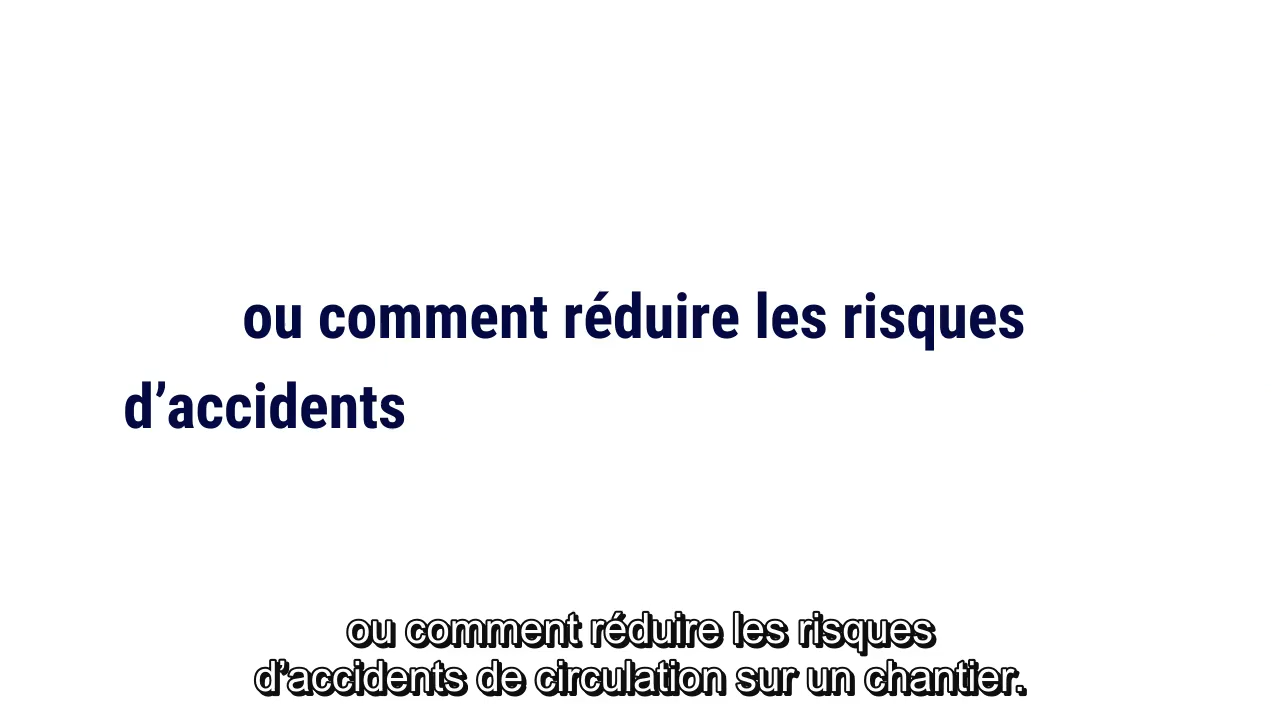 ou comment réduire les risques
d’accidents
ou comment réduire les risques
d’accidents de circulation sur un chantier.